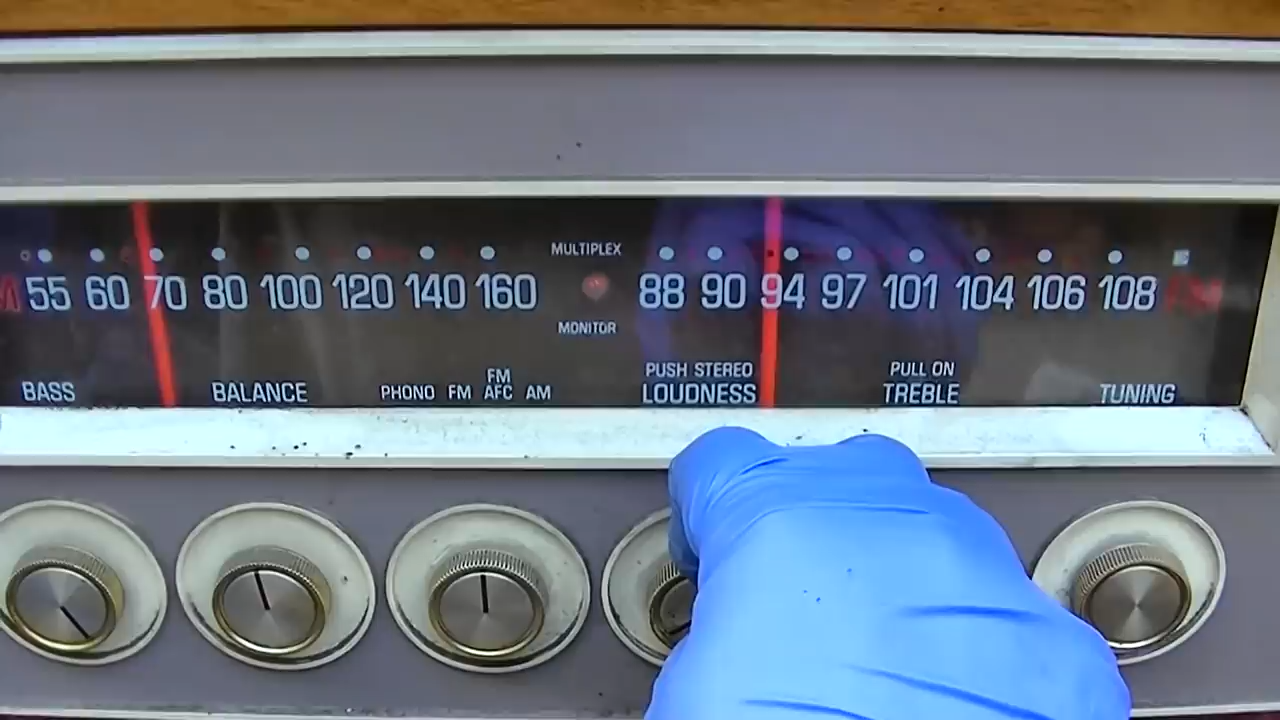 MULTIPLEX
55 60 70 80 100 120 140 160 88 90 94 97 101 104 106 108 FM
MONITOR
PUSH STEREO PULL ON
FM
BASS BALANCE PHONO FM AFC AM LOUDNESS TREBLE TUNING